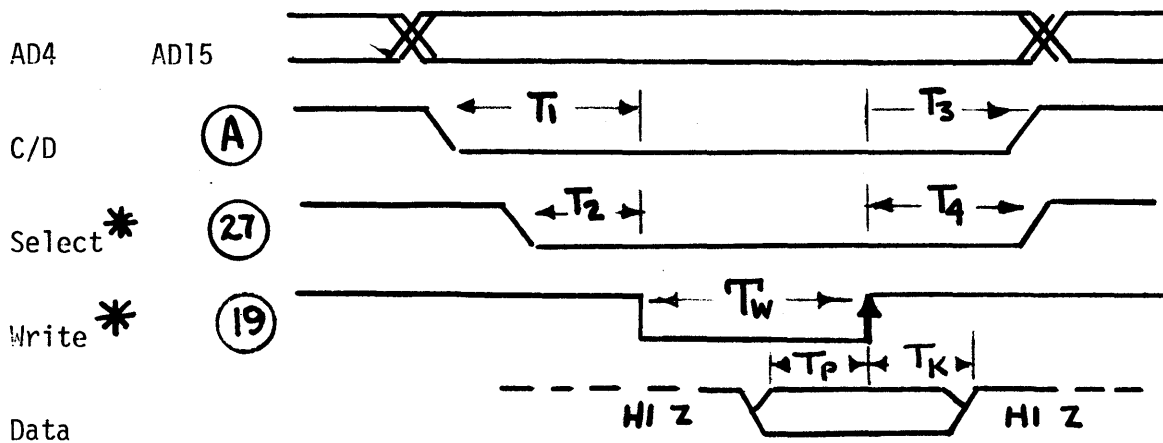 AD4 AD15
C/D A T1 T3
Select* 27 T2 T4
Write* 19 TW
TP TK
Data HI Z HI Z